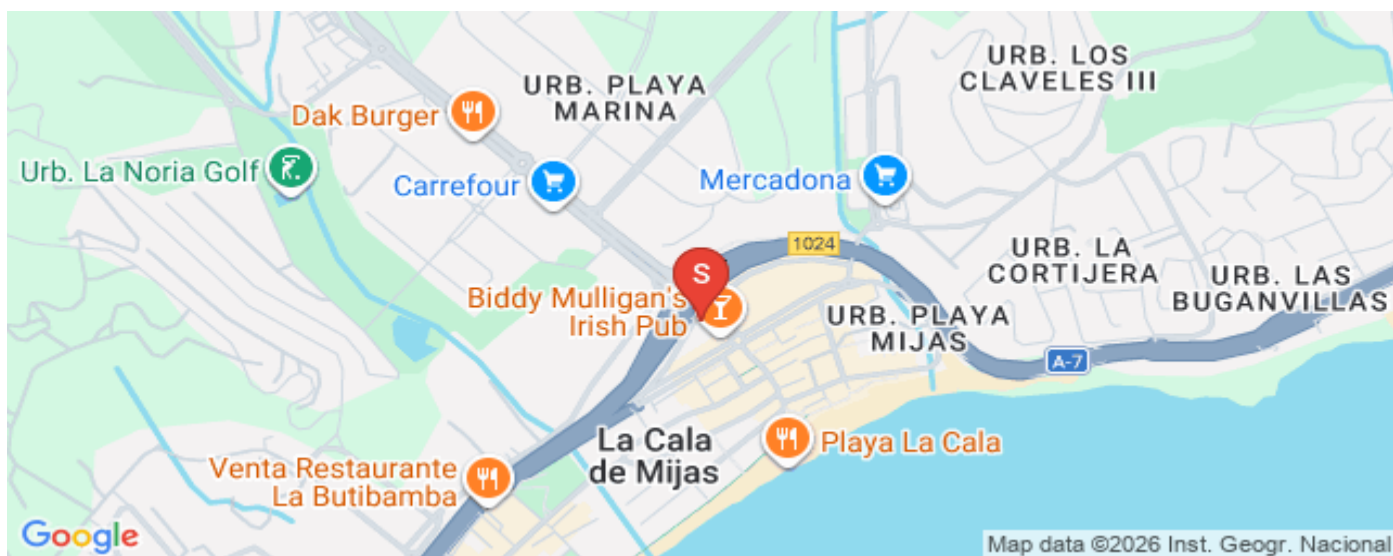 URB. LOS
CLAVELES III
URB. PLAYA
MARINA
Dak Burger
Urb. La Noria Golf
Carrefour
Mercadona
1024
URB. LA
CORTIJERA
URB. LAS
BUGANVILLAS
S
Biddy Mulligan's
Irish Pub
URB. PLAYA
MIJAS
A-7
La Cala
de Mijas
Playa La Cala
Venta Restaurante
La Butibamba
Google
Map data ©2026 Inst. Geogr. Nacional